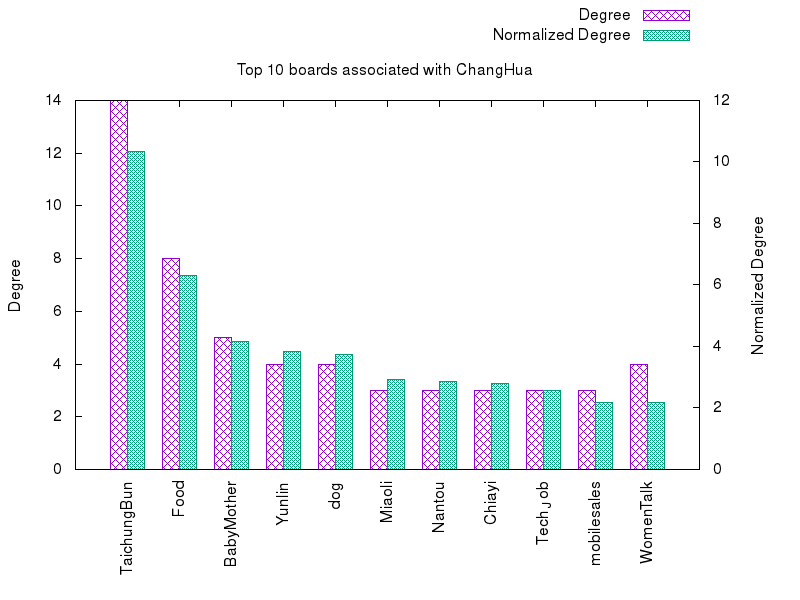 Degree
Normalized Degree
Top 10 boards associated with ChangHua
14
12
10
8
6
4
2
0
12
10
8
6
4
2
0
Degree
Normalized Degree
TaichungBun
Food
BabyMother
Yunlin
dog
Miaoli
Nantou
Chiayi
TechJob
mobilesales
WomenTalk